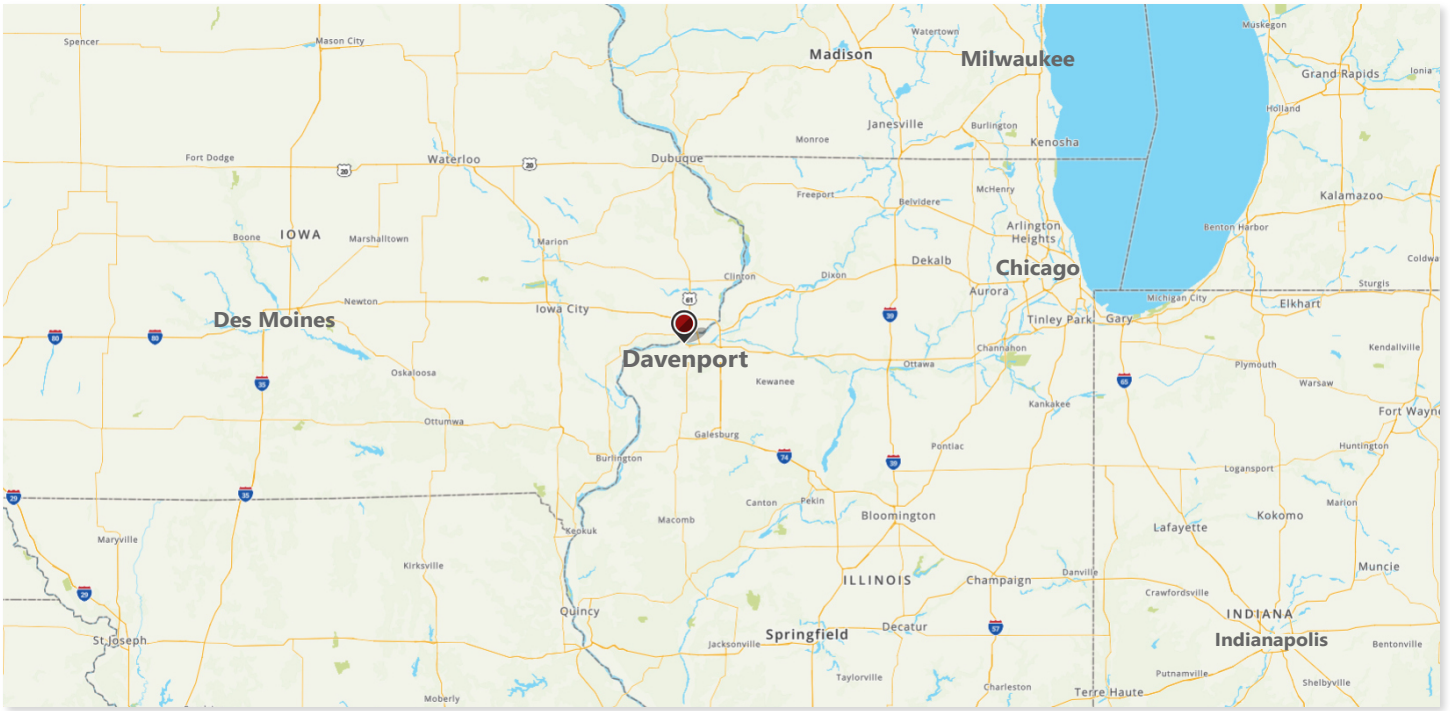 Muskegon
Spencer
Mason City
Watertown
Madison
Milwaukee
Grand Rapids
Ionia
Holland
Janesville
Burlington
Monroe
Kenosha
Fort Dodge
Waterloo
Dubuque
20
20
McHenry
Freeport
Belvidere
Kalamazoo
Arlington
Heights
Benton Harbor
IOWA
Boone
Marshalltown
Marion
Dekalb
Coldwa
Chicago
Clinton
Dixon
Sturgis
Aurora
Michigan City
Elkhart
61
Newton
Iowa City
Des Moines
39
Tinley Park
Gary
80
80
Channahon
Kendallville
Davenport
Ottawa
Plymouth
Oskaloosa
Kewanee
65
Warsaw
35
Kankakee
Fort Wayne
Ottumwa
Galesburg
Pontiac
Huntington
Burlington
74
39
Logansport
29
35
Canton
Pekin
Marion
Macomb
Bloomington
Kokomo
Lafayette
Keokuk
Maryville
Kirksville
ILLINOIS
Champaign
Danville
Muncie
29
Crawfordsville
Quincy
INDIANA
Decatur
57
St.Joseph
Springfield
Indianapolis
Jacksonville
Bentonville
Taylorville
Putnamville
Charleston
Terre Haute
Shelbyville
Moberly